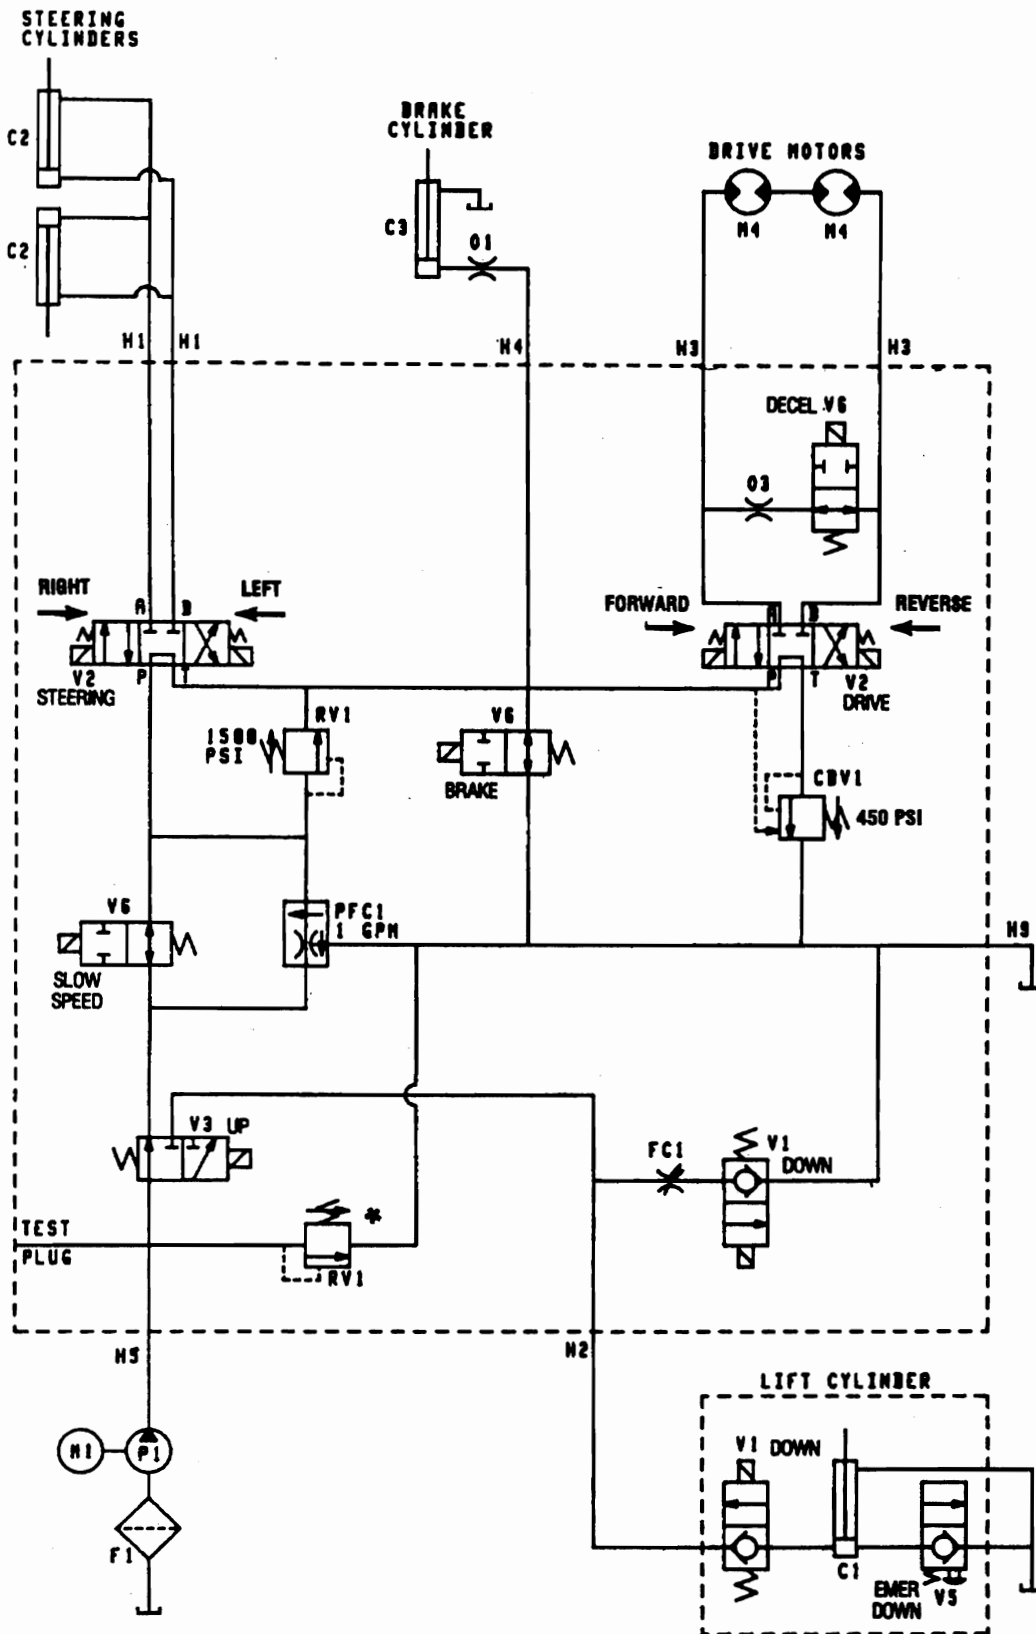 STEERING
CYLINDERS
C2
C2
BRAKE
CYLINDER
C3
O1
DRIVE MOTORS
M4
M4
H1
H1
H4
H3
H3
DECEL V6
O3
RIGHT
LEFT
A
B
P
V2
STEERING
FORWARD
REVERSE
A
B
P
T
V2
DRIVE
1500
PSI
RV1
V6
BRAKE
CBV1
450 PSI
V6
SLOW
SPEED
PFC1
1 GPM
H9
V3 UP
FC1
V1
DOWN
TEST
PLUG
*
RV1
H5
H2
LIFT CYLINDER
M1
P1
V1 DOWN
F1
C1
EMER
DOWN
V5